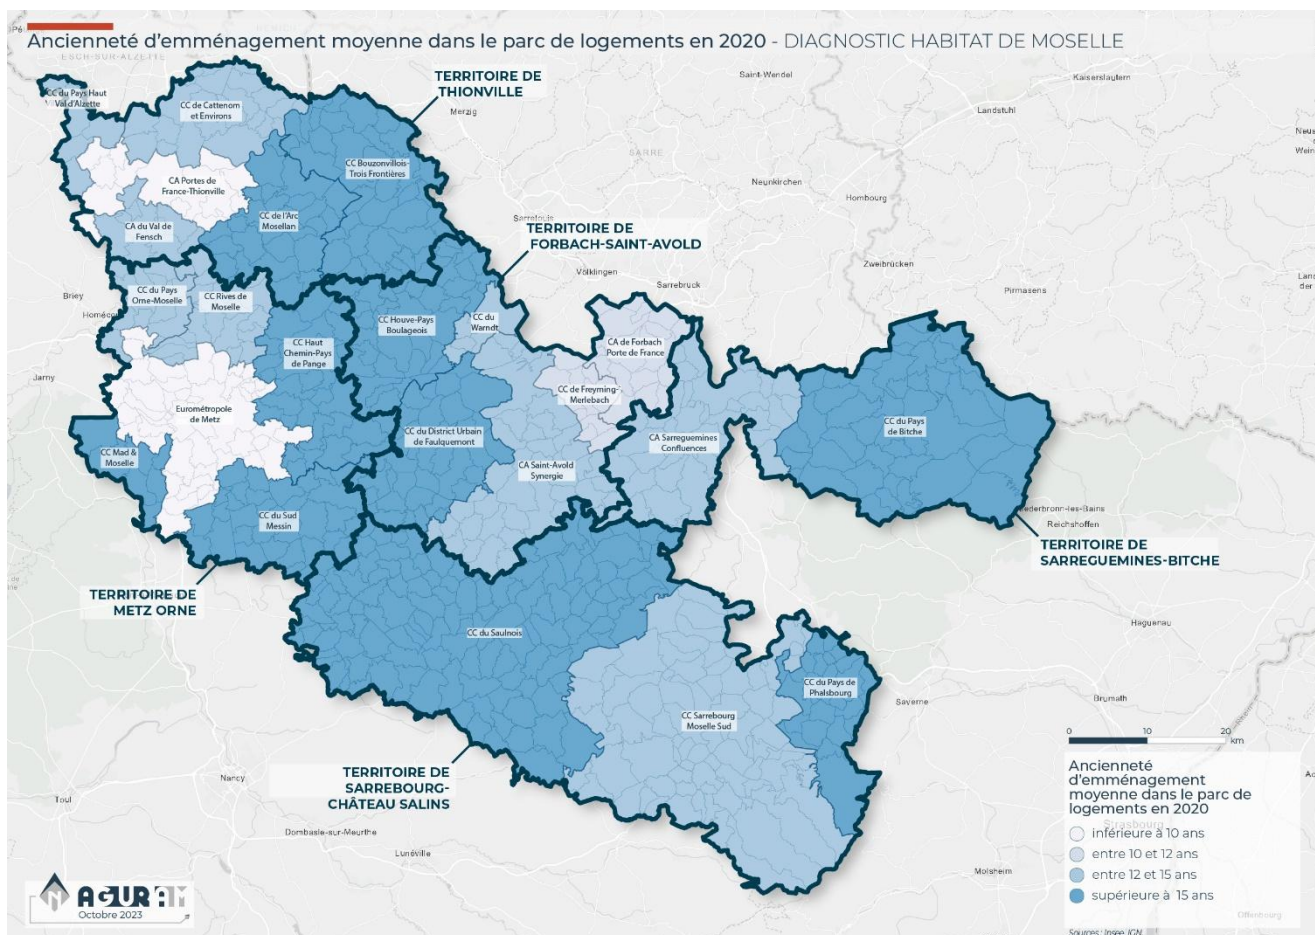 Ancienneté d'emménagement moyenne dans le parc de logements en 2020 - DIAGNOSTIC HABITAT DE MOSELLE
ESCH-SUR-ALZETTE
TERRITOIRE DE
THIONVILLE
Saint-Wendel
Kaiserslautern
CC du Pays Haut
Val d'Alzette
CC de Cattenom
et Environs
Merzig
Landstuhl
SARRE
CC Bouzonvillois-
Trois Frontières
CA Portes de
France-Thionville
Neunkirchen
Hombourg
CC de l'Arc
Mosellan
CA du Val de
Fensch
Sarrelouis
TERRITOIRE DE
FORBACH-SAINT-AVOLD
Völklingen
Zweibrücken
Sarrebruck
Pirmasens
Briey
CC du Pays
Orne-Moselle
CC Rives de
Moselle
CC Houve-Pays
Boulageois
CC du
Warndt
CA de Forbach
Porte de France
CC Haut
Chemin-Pays
de Pange
Jarny
CC de Freyming-
Merlebach
Eurométropole
de Metz
CC du District Urbain
de Faulquemont
CA Sarreguemines
Confluences
CC du Pays
de Bitche
CC Mad &
Moselle
CA Saint-Avold
Synergie
CC du Sud
Messin
Reichshoffen
TERRITOIRE DE
SARREGUEMINES-BITCHE
TERRITOIRE DE
METZ ORNE
Haguenau
CC du Saulnois
CC du Pays de
Phalsbourg
Saverne
Brumath
CC Sarrebourg
Moselle Sud
0 10 20
km
TERRITOIRE DE
SARREBOURG-
CHÂTEAU SALINS
Nancy
Toul
Dombasle-sur-Meurthe
Lunéville
Ancienneté
d'emménagement
moyenne dans le parc de
logements en 2020
Strasbourg
inférieure à 10 ans
entre 10 et 12 ans
entre 12 et 15 ans
supérieure à 15 ans
Molsheim
Offenbourg
N AGURAM
Octobre 2023
Sources : Insee, IGN